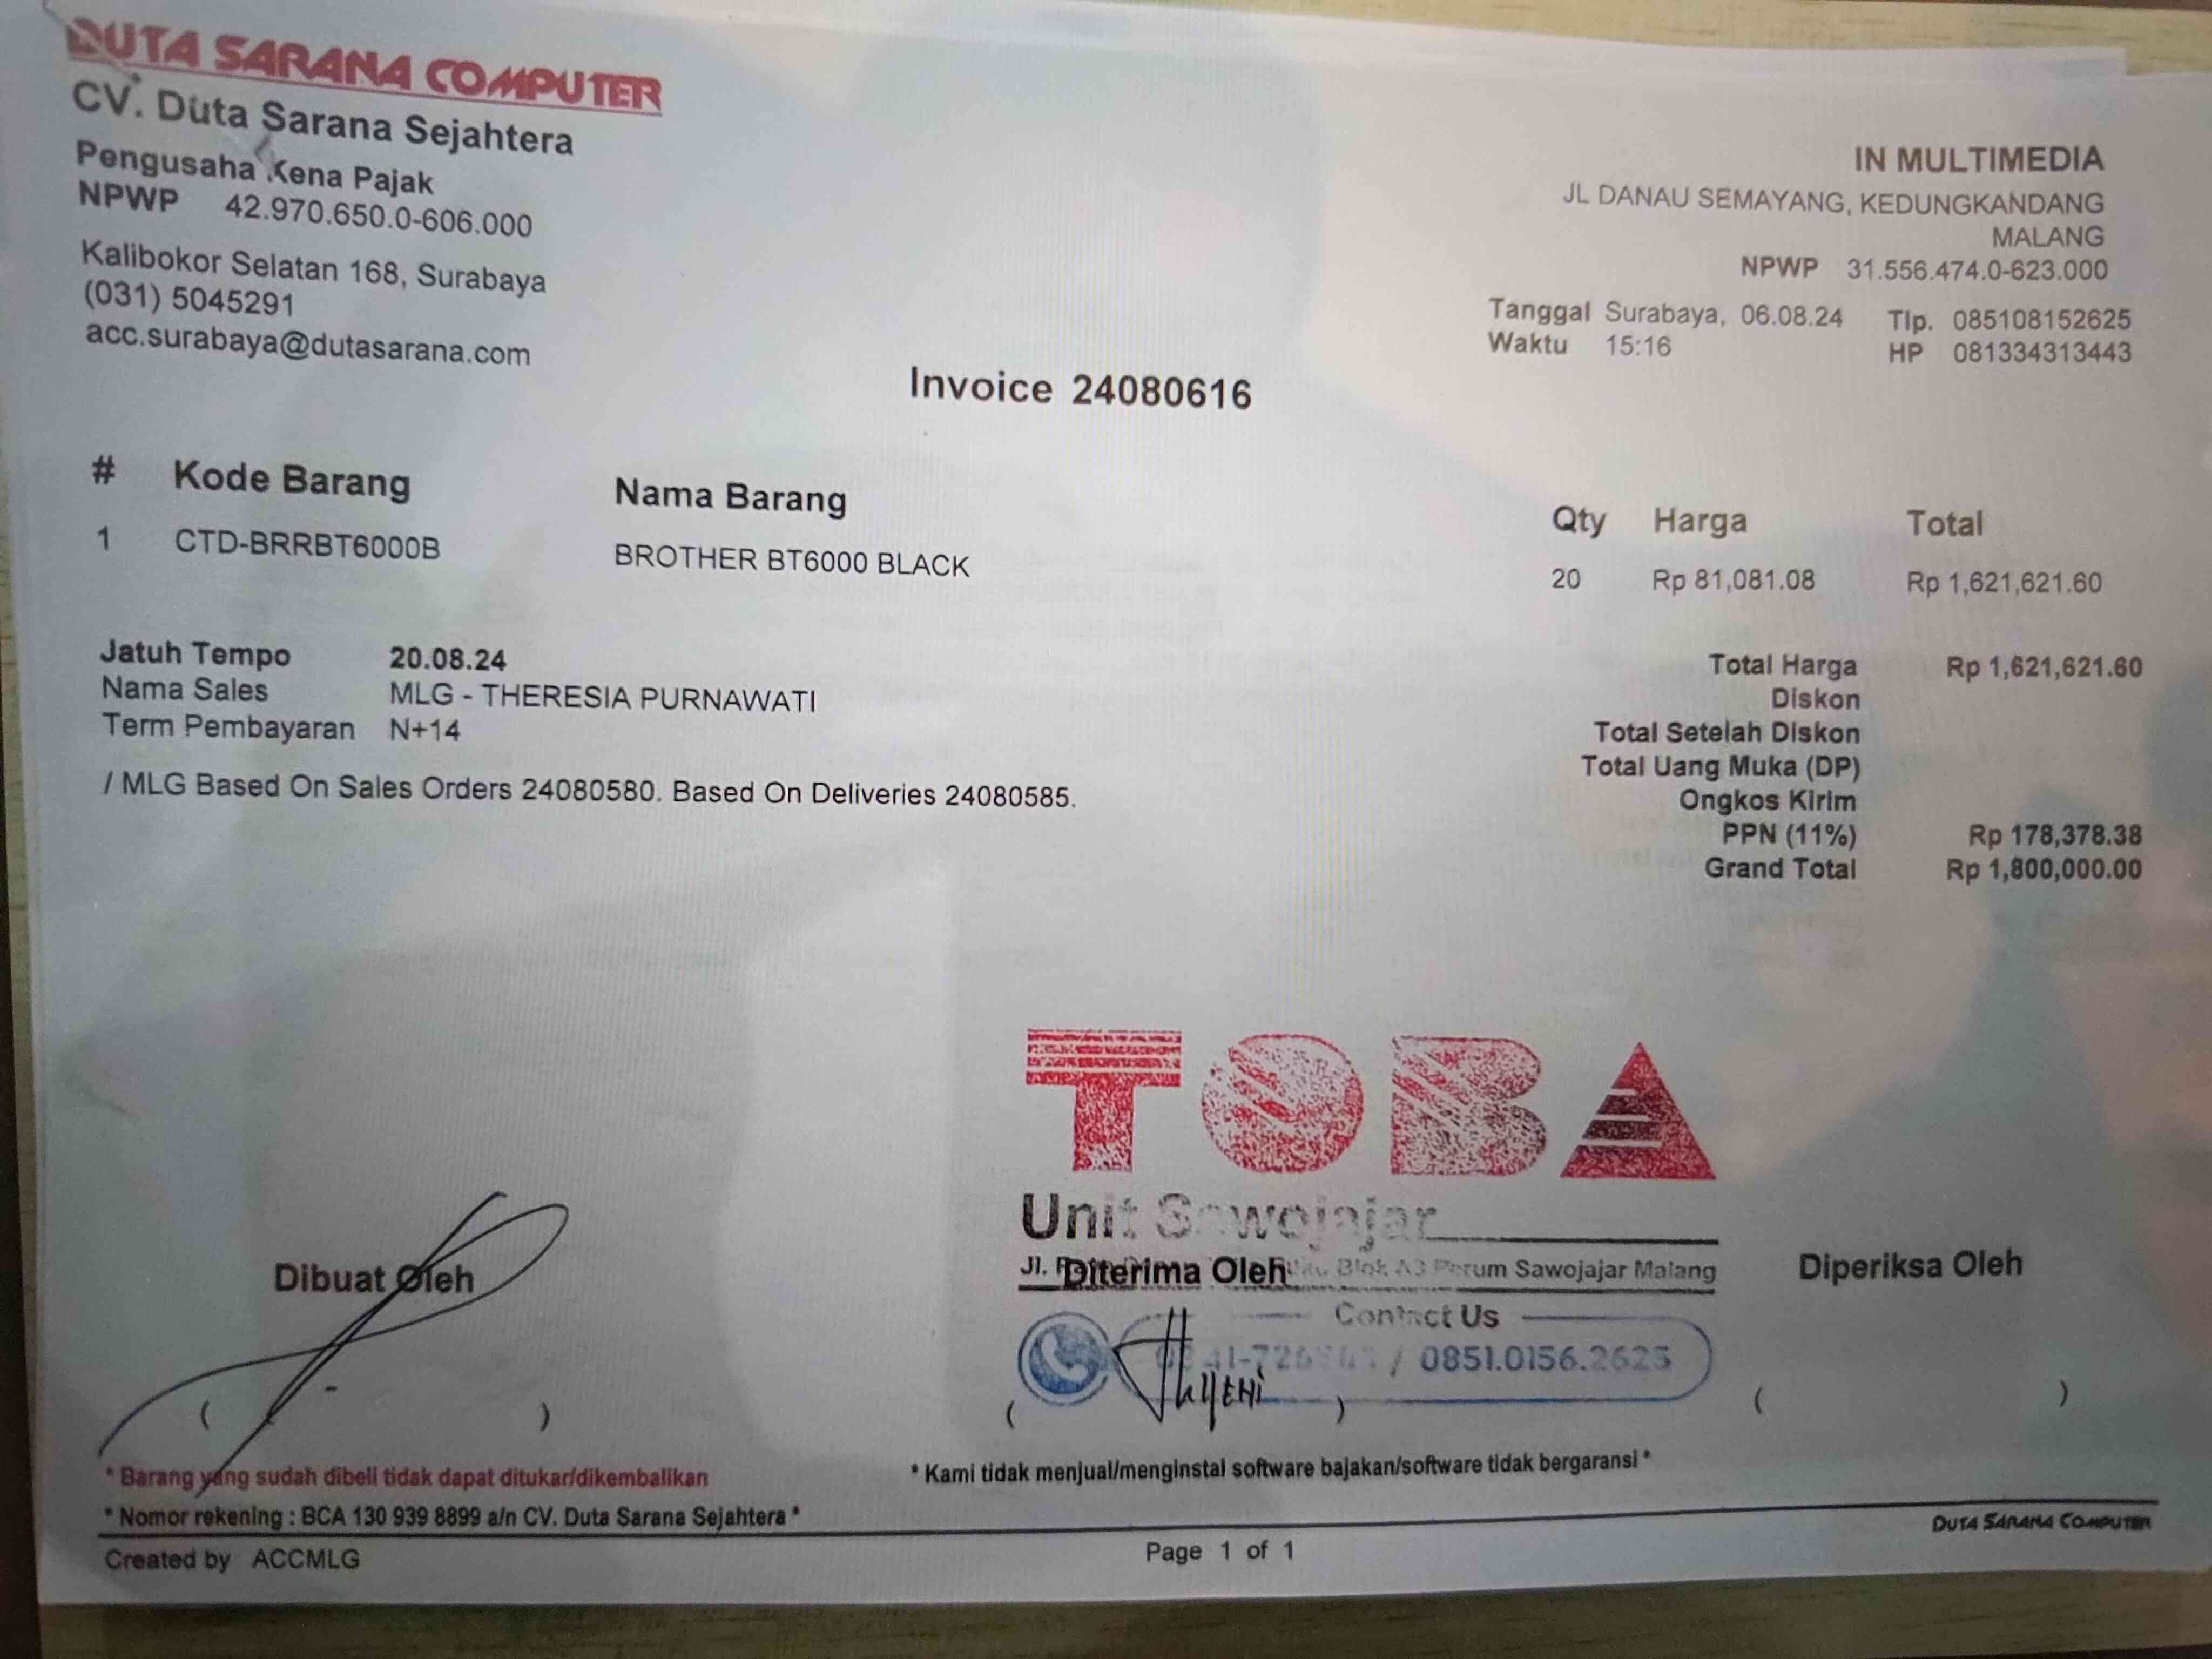 DUTA SARANA COMPUTER
CV. Duta Sarana Sejahtera
Pengusaha Kena Pajak
NPWP 42.970.650.0-606.000
Kalibokor Selatan 168, Surabaya
(031) 5045291
acc.surabaya@dutasarana.com
IN MULTIMEDIA
JL DANAU SEMAYANG, KEDUNGKANDANG
MALANG
NPWP 31.556.474.0-623.000
Tanggal Surabaya, 06.08.24 Tlp. 085108152625
Waktu 15:16 HP 081334313443
Invoice 24080616
# Kode Barang Nama Barang Qty Harga Total
1 CTD-BRRBT6000B BROTHER BT6000 BLACK 20 Rp 81,081.08 Rp 1,621,621.60
Jatuh Tempo 20.08.24
Nama Sales MLG - THERESIA PURNAWATI
Term Pembayaran N+14
/ MLG Based On Sales Orders 24080580. Based On Deliveries 24080585.
Total Harga Rp 1,621,621.60
Diskon
Total Setelah Diskon
Total Uang Muka (DP)
Ongkos Kirim
PPN (11%) Rp 178,378.38
Grand Total Rp 1,800,000.00
TOBA
Unit Sawojajar
Jl. Blok A3 Perum Sawojajar Malang
Contact Us
/ 0851.0156.2625
Dibuat Oleh Diterima Oleh Diperiksa Oleh
( ) ( ) ( )
* Barang yang sudah dibeli tidak dapat ditukar/dikembalikan
* Kami tidak menjual/menginstal software bajakan/software tidak bergaransi *
* Nomor rekening : BCA 130 939 8899 a/n CV. Duta Sarana Sejahtera *
DUTA SARANA COMPUTER
Created by ACCMLG
Page 1 of 1